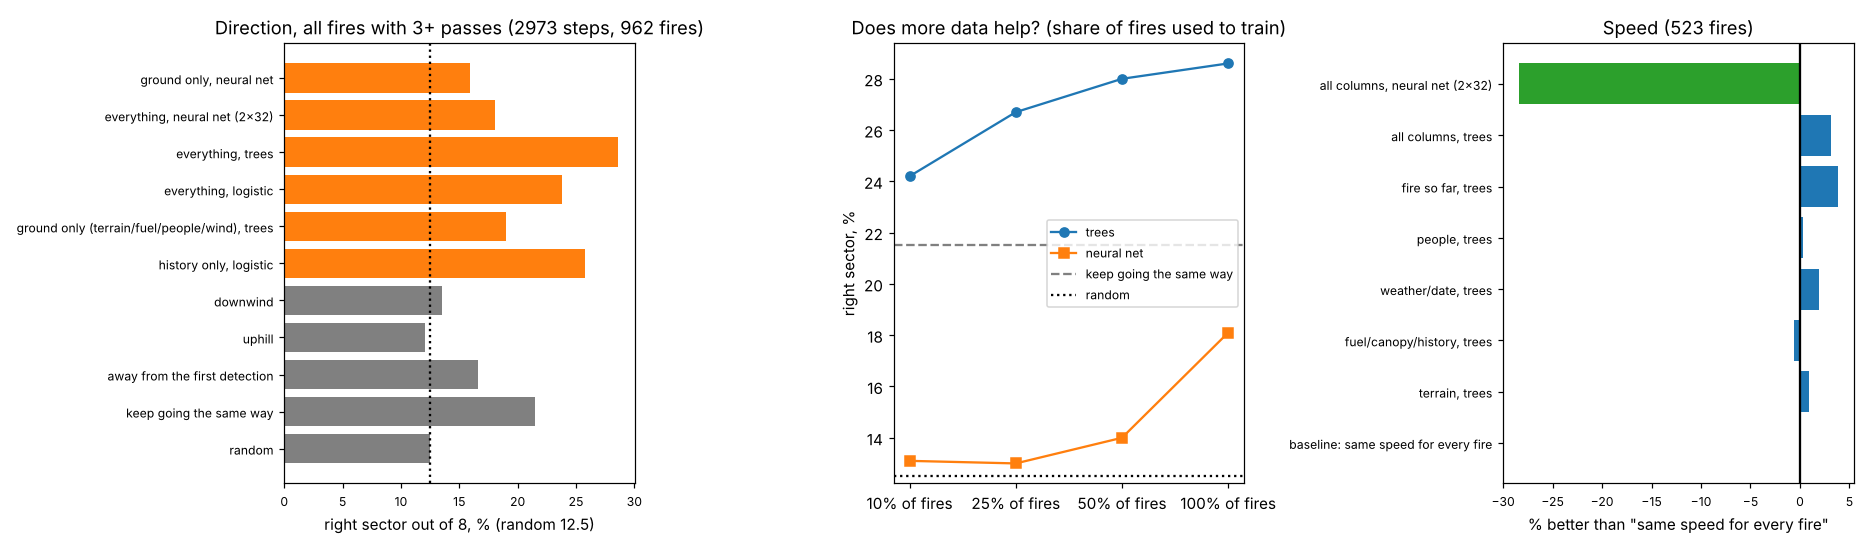 Direction, all fires with 3+ passes (2973 steps, 962 fires)
ground only, neural net
everything, neural net (2×32)
everything, trees
everything, logistic
ground only (terrain/fuel/people/wind), trees
history only, logistic
downwind
uphill
away from the first detection
keep going the same way
random
0 5 10 15 20 25 30
right sector out of 8, % (random 12.5)
Does more data help? (share of fires used to train)
right sector, %
28
26
24
22
20
18
16
14
trees
neural net
keep going the same way
random
10% of fires 25% of fires 50% of fires 100% of fires
Speed (523 fires)
all columns, neural net (2×32)
all columns, trees
fire so far, trees
people, trees
weather/date, trees
fuel/canopy/history, trees
terrain, trees
baseline: same speed for every fire
−30 −25 −20 −15 −10 −5 0 5
% better than "same speed for every fire"